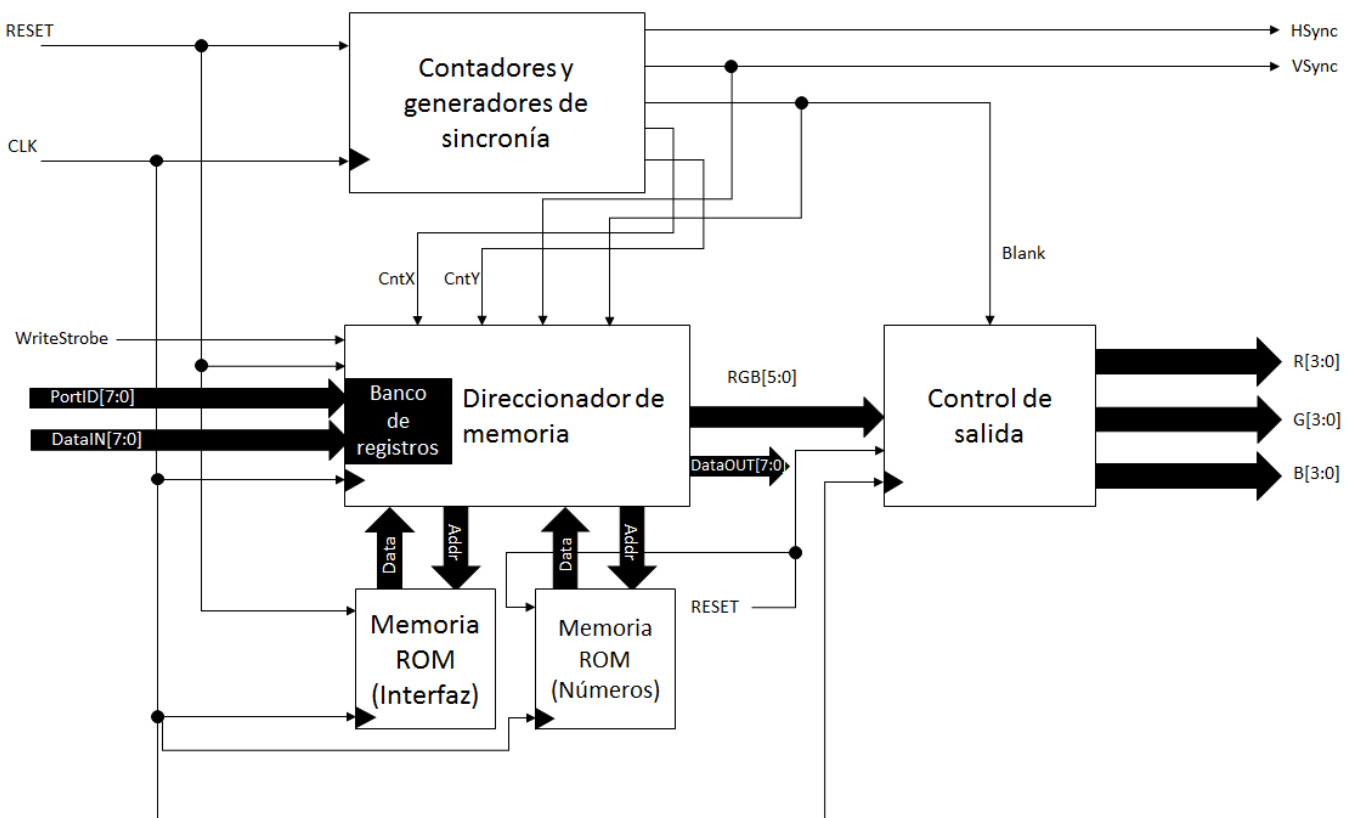 RESET
HSync
Contadores y
generadores de
sincronía
VSync
CLK
CntX
CntY
Blank
WriteStrobe
PortID[7:0]
DataIN[7:0]
Banco
de
registros
Direccionador de
memoria
RGB[5:0]
DataOUT[7:0]
Control de
salida
R[3:0]
G[3:0]
B[3:0]
Data
Addr
Data
Addr
RESET
Memoria
ROM
(Interfaz)
Memoria
ROM
(Números)